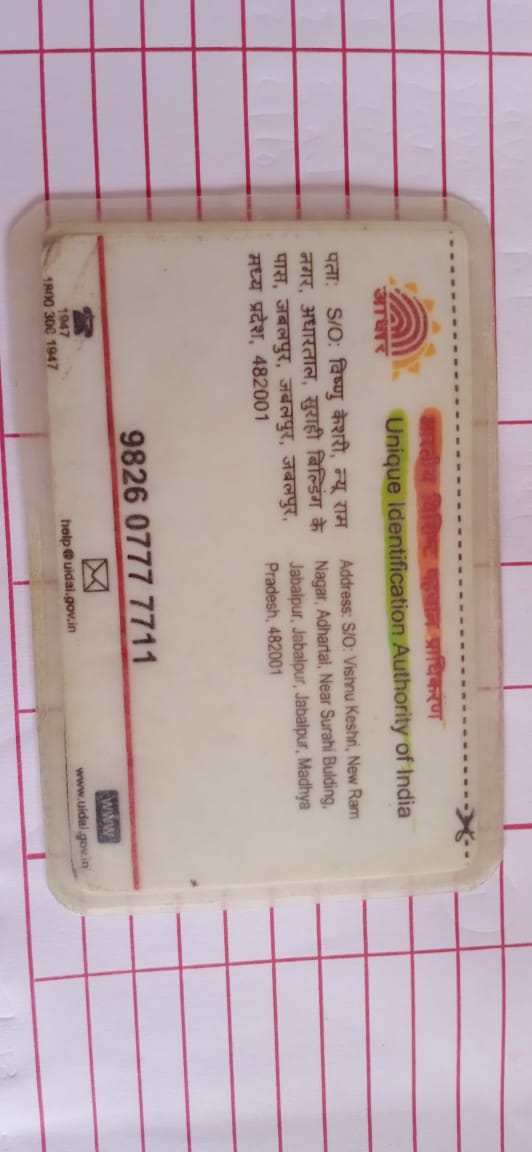 भारतीय विशिष्ट पहचान प्राधिकरण
Unique Identification Authority of India
आधार
पता: S/O: विष्णु केशरी, न्यू राम
नगर, अधारताल, सुराही बिल्डिंग के
पास, जबलपुर, जबलपुर, जबलपुर,
मध्य प्रदेश, 482001
Address: S/O: Vishnu Keshri, New Ram
Nagar, Adhartal, Near Surahi Bulding,
Jabalpur, Jabalpur, Jabalpur, Madhya
Pradesh, 482001
9826 0777 7711
1947
1800 300 1947
help@uidai.gov.in
www
www.uidai.gov.in